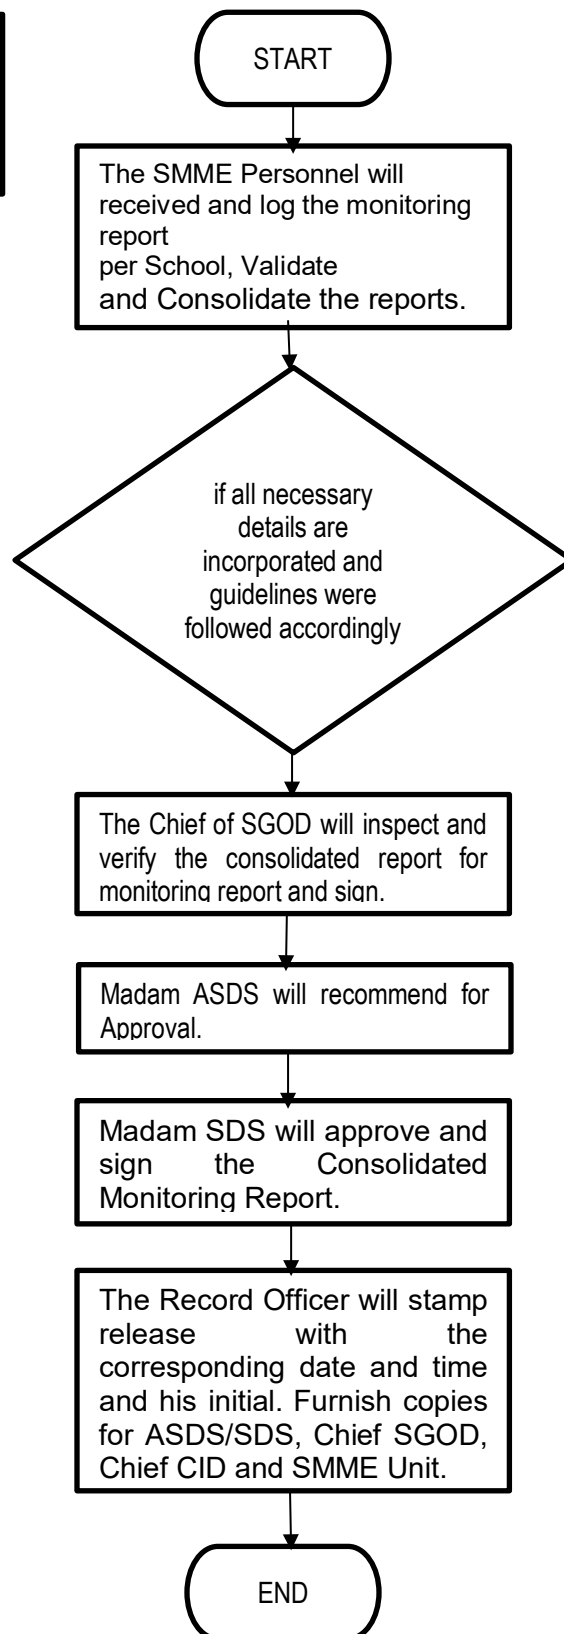 START
The SMME Personnel will
received and log the monitoring
report
per School, Validate
and Consolidate the reports.
if all necessary
details are
incorporated and
guidelines were
followed accordingly
The Chief of SGOD will inspect and
verify the consolidated report for
monitoring report and sign.
Madam ASDS will recommend for
Approval.
Madam SDS will approve and
sign the Consolidated
Monitoring Report.
The Record Officer will stamp
release with the
corresponding date and time
and his initial. Furnish copies
for ASDS/SDS, Chief SGOD,
Chief CID and SMME Unit.
END